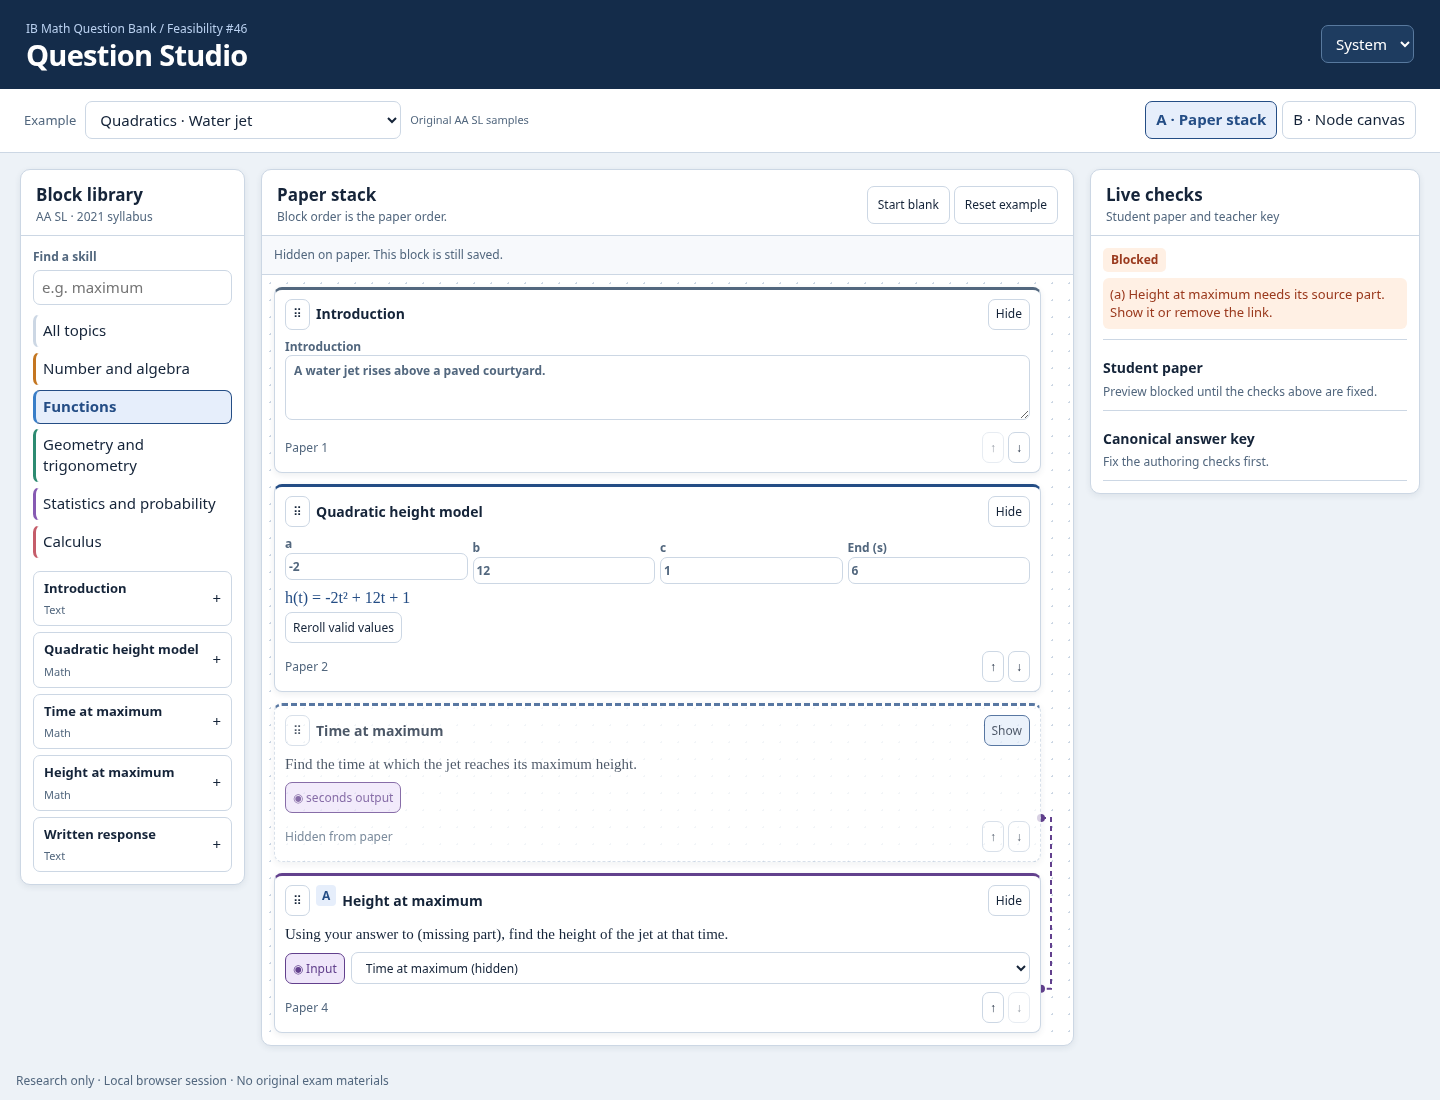 IB Math Question Bank / Feasibility #46
Question Studio
System
Example
Quadratics · Water jet
Original AA SL samples
A · Paper stack
B · Node canvas
Block library
AA SL · 2021 syllabus
Find a skill
e.g. maximum
All topics
Number and algebra
Functions
Geometry and
trigonometry
Statistics and probability
Calculus
Introduction
Text
+
Quadratic height model
Math
+
Time at maximum
Math
+
Height at maximum
Math
+
Written response
Text
+
Paper stack
Block order is the paper order.
Start blank
Reset example
Hidden on paper. This block is still saved.
Introduction
Hide
Introduction
A water jet rises above a paved courtyard.
Paper 1
↑ ↓
Quadratic height model
Hide
a b c End (s)
-2 12 1 6
h(t) = -2t² + 12t + 1
Reroll valid values
Paper 2
↑ ↓
Time at maximum
Show
Find the time at which the jet reaches its maximum height.
◉ seconds output
Hidden from paper
↑ ↓
A Height at maximum
Hide
Using your answer to (missing part), find the height of the jet at that time.
◉ Input
Time at maximum (hidden)
Paper 4
↑ ↓
Live checks
Student paper and teacher key
Blocked
(a) Height at maximum needs its source part.
Show it or remove the link.
Student paper
Preview blocked until the checks above are fixed.
Canonical answer key
Fix the authoring checks first.
Research only · Local browser session · No original exam materials